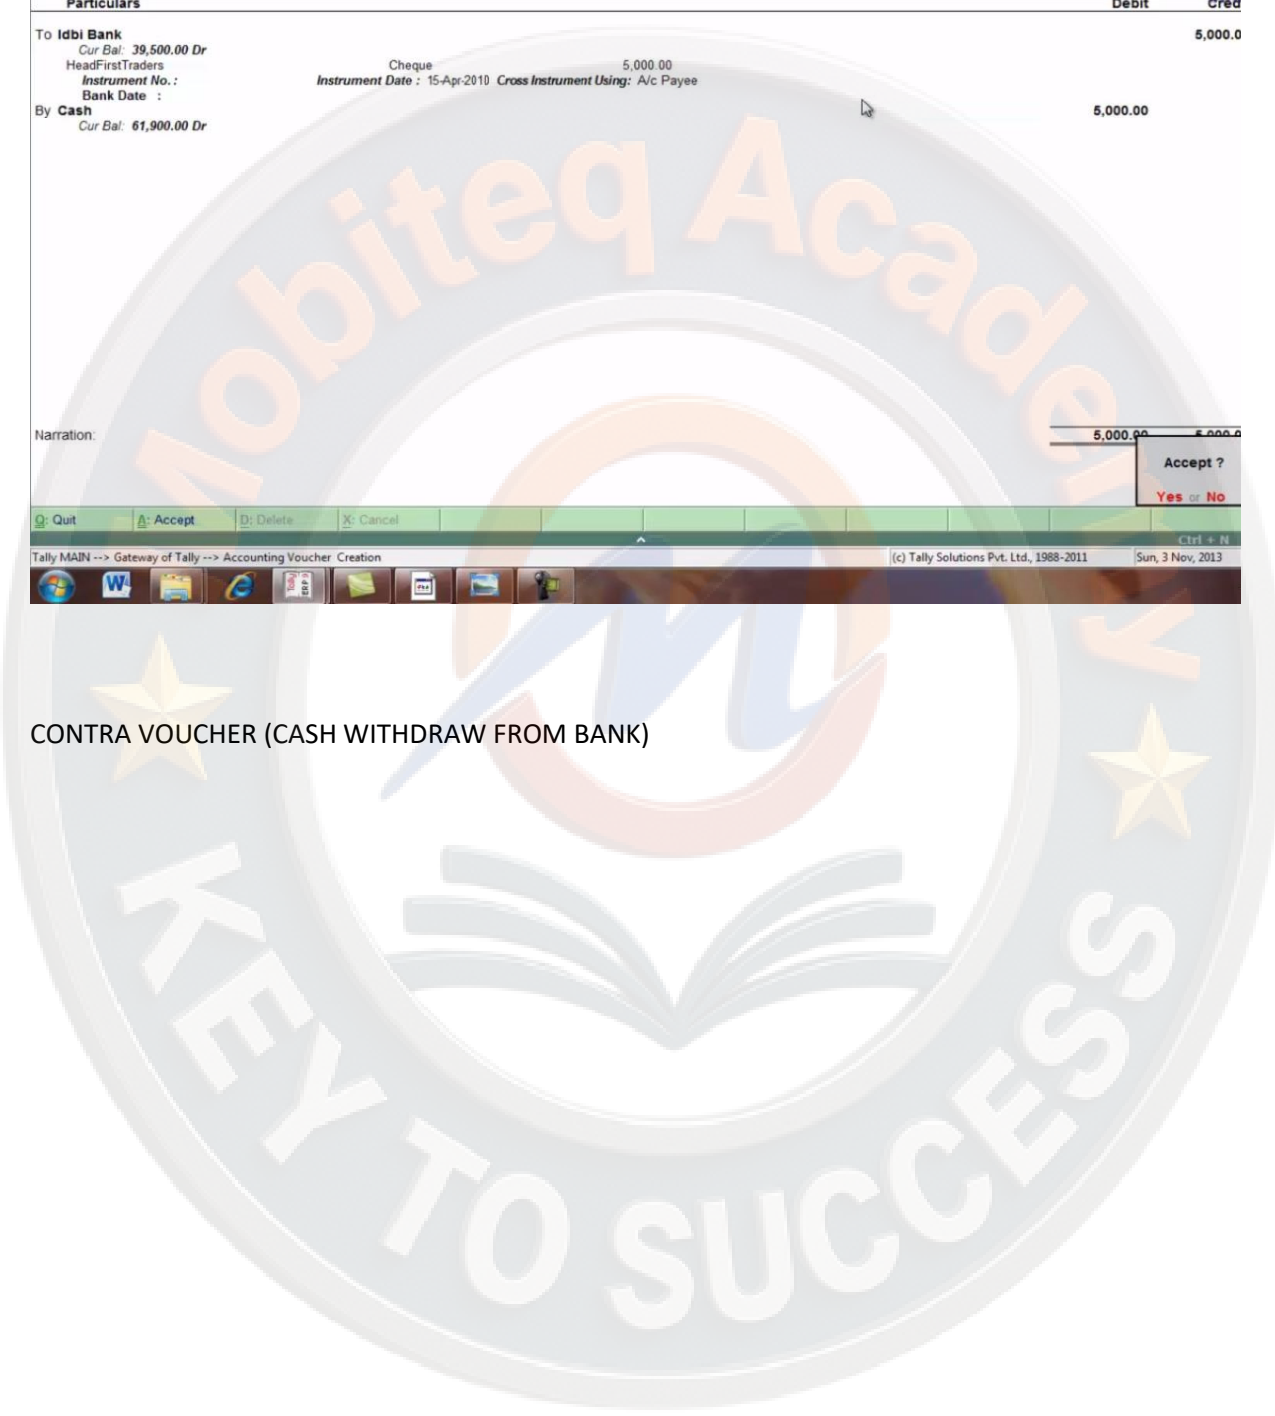 Particulars Debit Cred
To Idbi Bank 5,000.0
Cur Bal: 39,500.00 Dr
HeadFirstTraders Cheque 5,000.00
Instrument No. : Instrument Date : 15-Apr-2010 Cross Instrument Using: A/c Payee
Bank Date :
By Cash 5,000.00
Cur Bal: 61,900.00 Dr
Narration: 5,000.00 5,000.0
Accept ?
Yes or No
Q: Quit A: Accept D: Delete X: Cancel
Ctrl + N
Tally MAIN --> Gateway of Tally --> Accounting Voucher Creation (c) Tally Solutions Pvt. Ltd., 1988-2011 Sun, 3 Nov, 2013
CONTRA VOUCHER (CASH WITHDRAW FROM BANK)
Mobiteq Academy
KEY TO SUCCESS